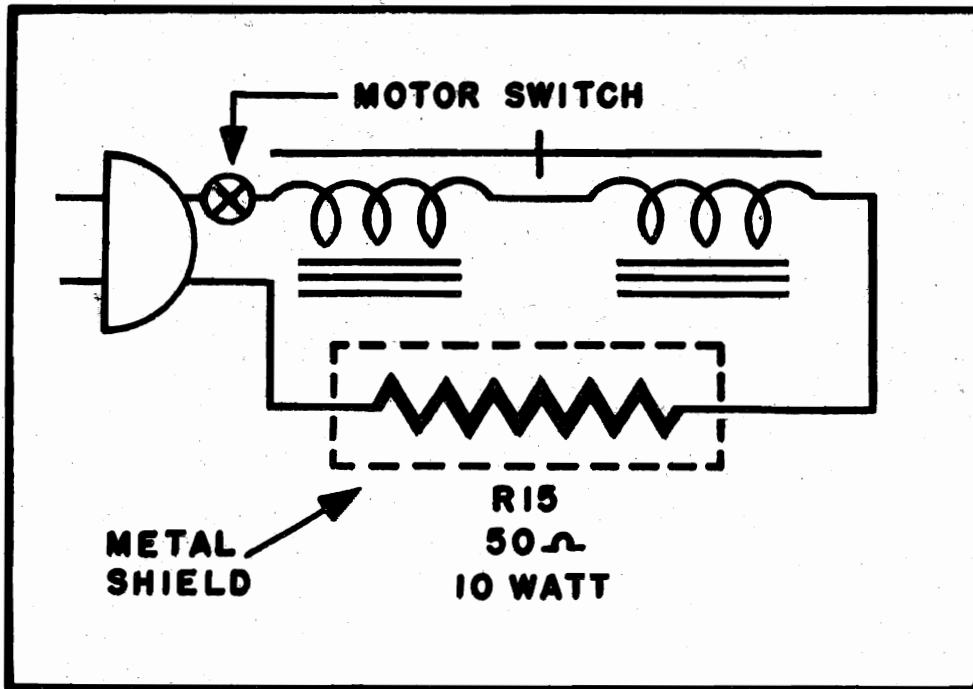 MOTOR SWITCH
R15
50Ω
10 WATT
METAL
SHIELD